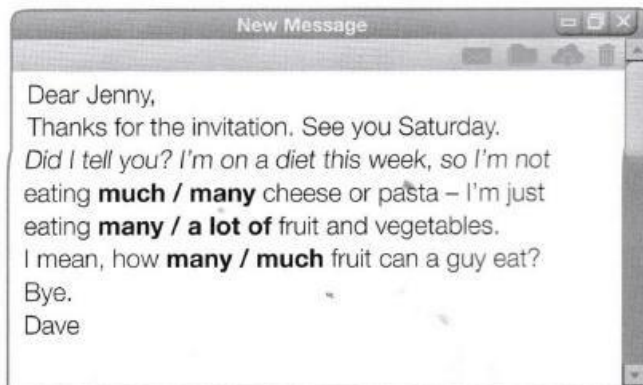 New Message
Dear Jenny,
Thanks for the invitation. See you Saturday.
Did I tell you? I'm on a diet this week, so I'm not
eating much / many cheese or pasta – I'm just
eating many / a lot of fruit and vegetables.
I mean, how many / much fruit can a guy eat?
Bye.
Dave